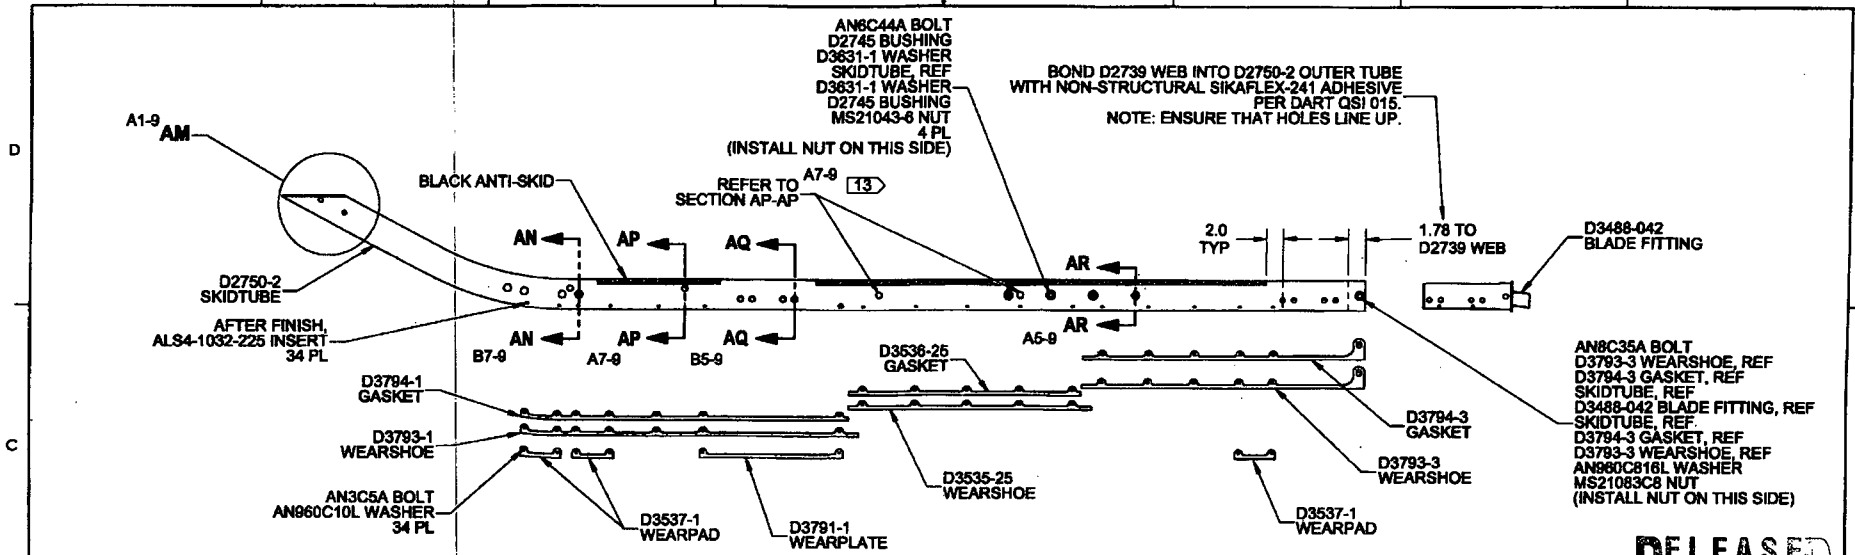 AN6C44A BOLT
D2745 BUSHING
D3631-1 WASHER
SKIDTUBE, REF
D3631-1 WASHER
D2745 BUSHING
MS21043-6 NUT
4 PL
(INSTALL NUT ON THIS SIDE)
BOND D2739 WEB INTO D2750-2 OUTER TUBE
WITH NON-STRUCTURAL SIKAFLEX-241 ADHESIVE
PER DART QSI 015.
NOTE: ENSURE THAT HOLES LINE UP.
D
A1-9 AM
BLACK ANTI-SKID
REFER TO
SECTION AP-AP
A7-9 13
2.0
TYP
1.78 TO
D2739 WEB
D3488-042
BLADE FITTING
AN
AP
AQ
AR
D2750-2
SKIDTUBE
AFTER FINISH,
ALS4-1032-225 INSERT
34 PL
AN
AP
AQ
AR
B7-9
A7-9
B5-9
A5-9
D3536-25
GASKET
AN8C35A BOLT
D3793-3 WEARSHOE, REF
D3794-3 GASKET, REF
SKIDTUBE, REF
D3488-042 BLADE FITTING, REF
SKIDTUBE, REF.
D3794-3 GASKET, REF
D3793-3 WEARSHOE, REF
AN960C816L WASHER
MS21083C8 NUT
(INSTALL NUT ON THIS SIDE)
D3794-1
GASKET
C
D3793-1
WEARSHOE
D3794-3
GASKET
D3793-3
WEARSHOE
D3535-25
WEARSHOE
AN3C5A BOLT
AN960C10L WASHER
34 PL
D3537-1
WEARPAD
D3791-1
WEARPLATE
D3537-1
WEARPAD
RELEASED